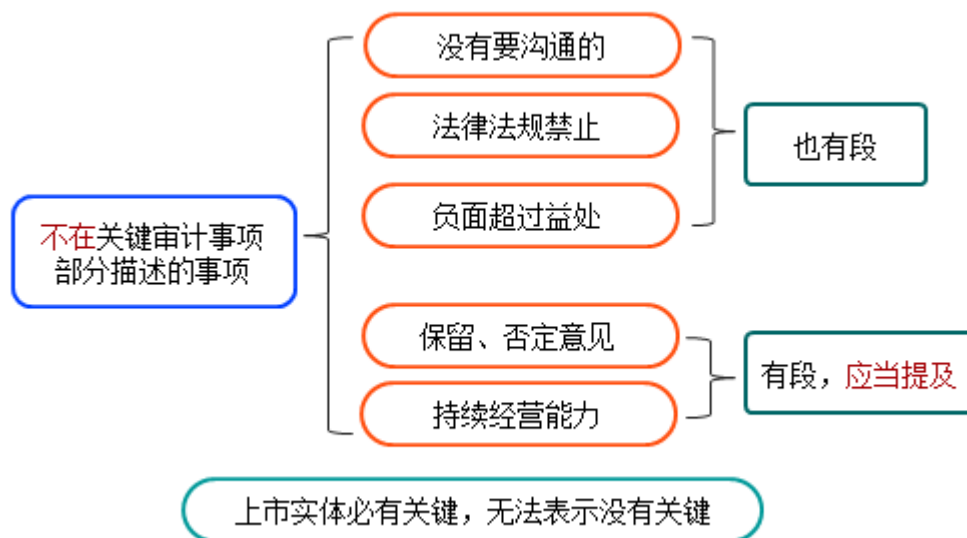 没有要沟通的
法律法规禁止
也有段
负面超过益处
不在关键审计事项
部分描述的事项
保留、否定意见
有段，应当提及
持续经营能力
上市实体必有关键，无法表示没有关键